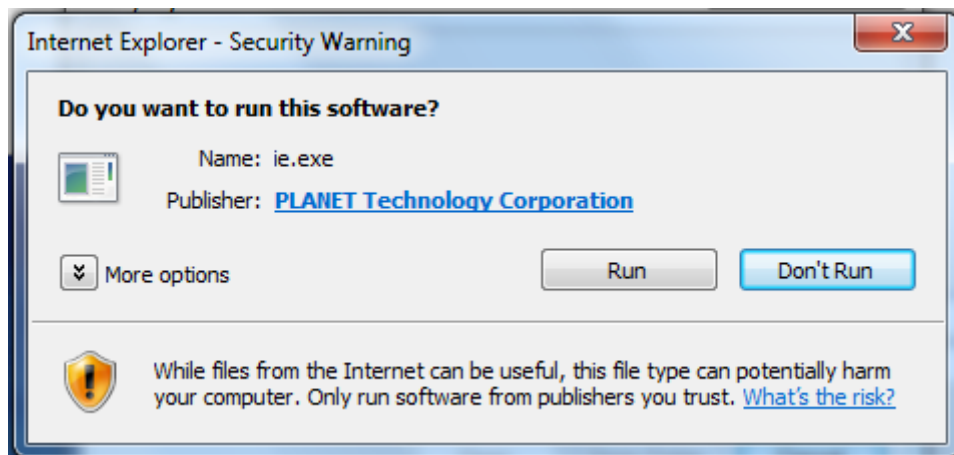 Internet Explorer - Security Warning
Do you want to run this software?
Name: ie.exe
Publisher: PLANET Technology Corporation
More options
Run
Don't Run
While files from the Internet can be useful, this file type can potentially harm
your computer. Only run software from publishers you trust. What's the risk?